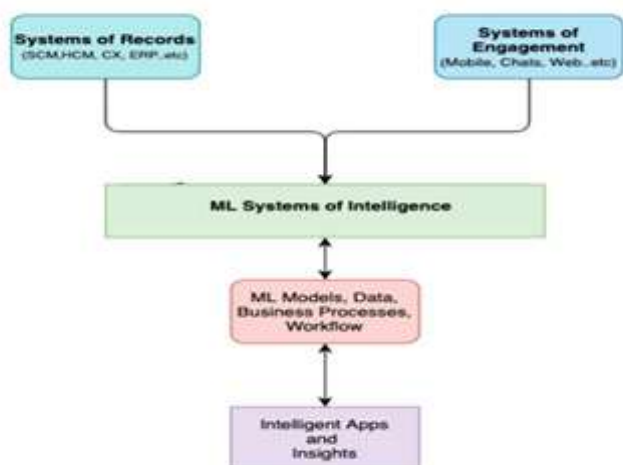 Systems of Records
(SCM,HCM, CX, ERP..etc)
Systems of
Engagement
(Mobile, Chats, Web..etc)
ML Systems of Intelligence
ML Models, Data,
Business Processes,
Workflow
Intelligent Apps
and
Insights